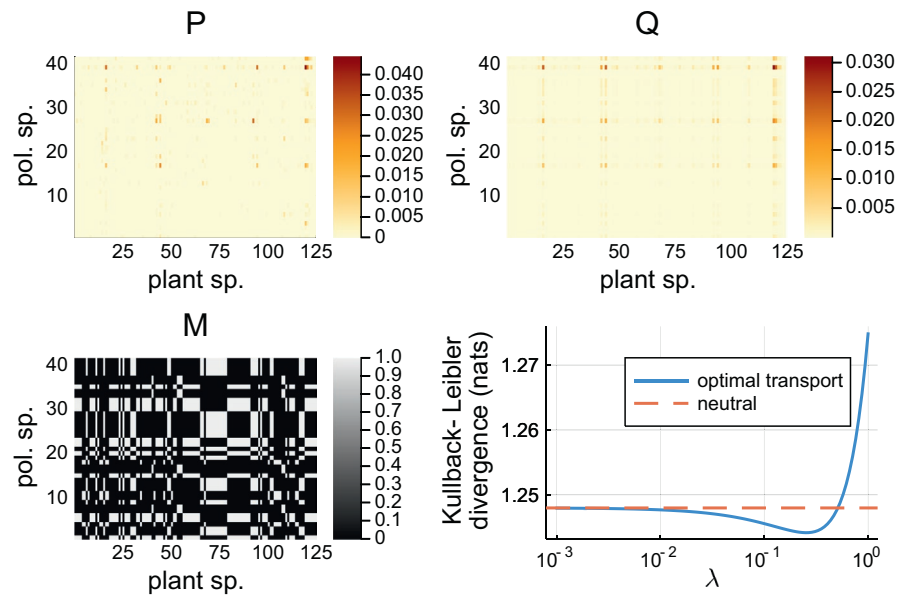 P
pol. sp.
40
30
20
10
25 50 75 100 125
plant sp.
0.040
0.035
0.030
0.025
0.020
0.015
0.010
0.005
0
Q
pol. sp.
40
30
20
10
25 50 75 100 125
plant sp.
0.030
0.025
0.020
0.015
0.010
0.005
M
pol. sp.
40
30
20
10
25 50 75 100 125
plant sp.
1.0
0.9
0.8
0.7
0.6
0.5
0.4
0.3
0.2
0.1
0
Kullback- Leibler
divergence (nats)
1.27
1.26
1.25
optimal transport
neutral
10⁻³ 10⁻² 10⁻¹ 10⁰
λ